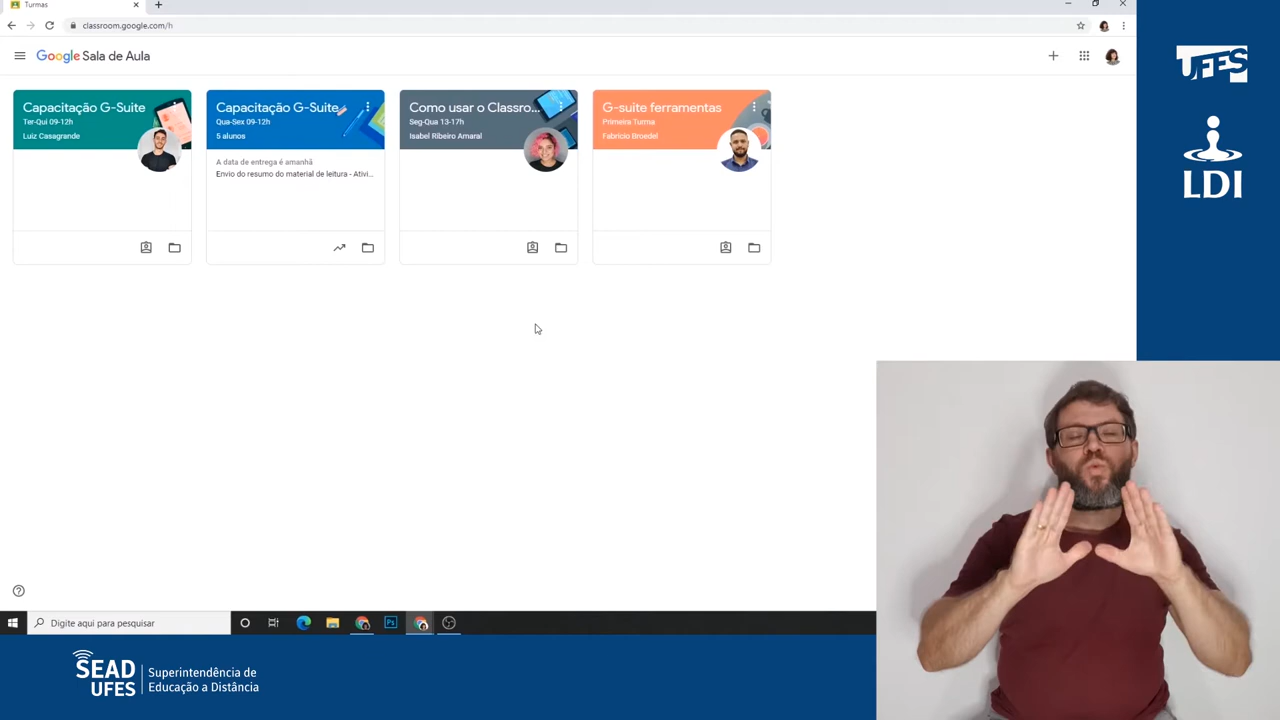 Turmas
classroom.google.com/h
Google Sala de Aula
Capacitação G-Suite
Ter-Qui 09-12h
Luiz Casagrande
Capacitação G-Suite
Qua-Sex 09-12h
5 alunos
A data de entrega é amanhã
Envio do resumo do material de leitura - Ativi...
Como usar o Classro...
Seg-Qua 13-17h
Isabel Ribeiro Amaral
G-suite ferramentas
Primeira Turma
Fabricio Broedel
UFES
LDI
Digite aqui para pesquisar
Ps
SEAD
UFES
Superintendência de
Educação a Distância